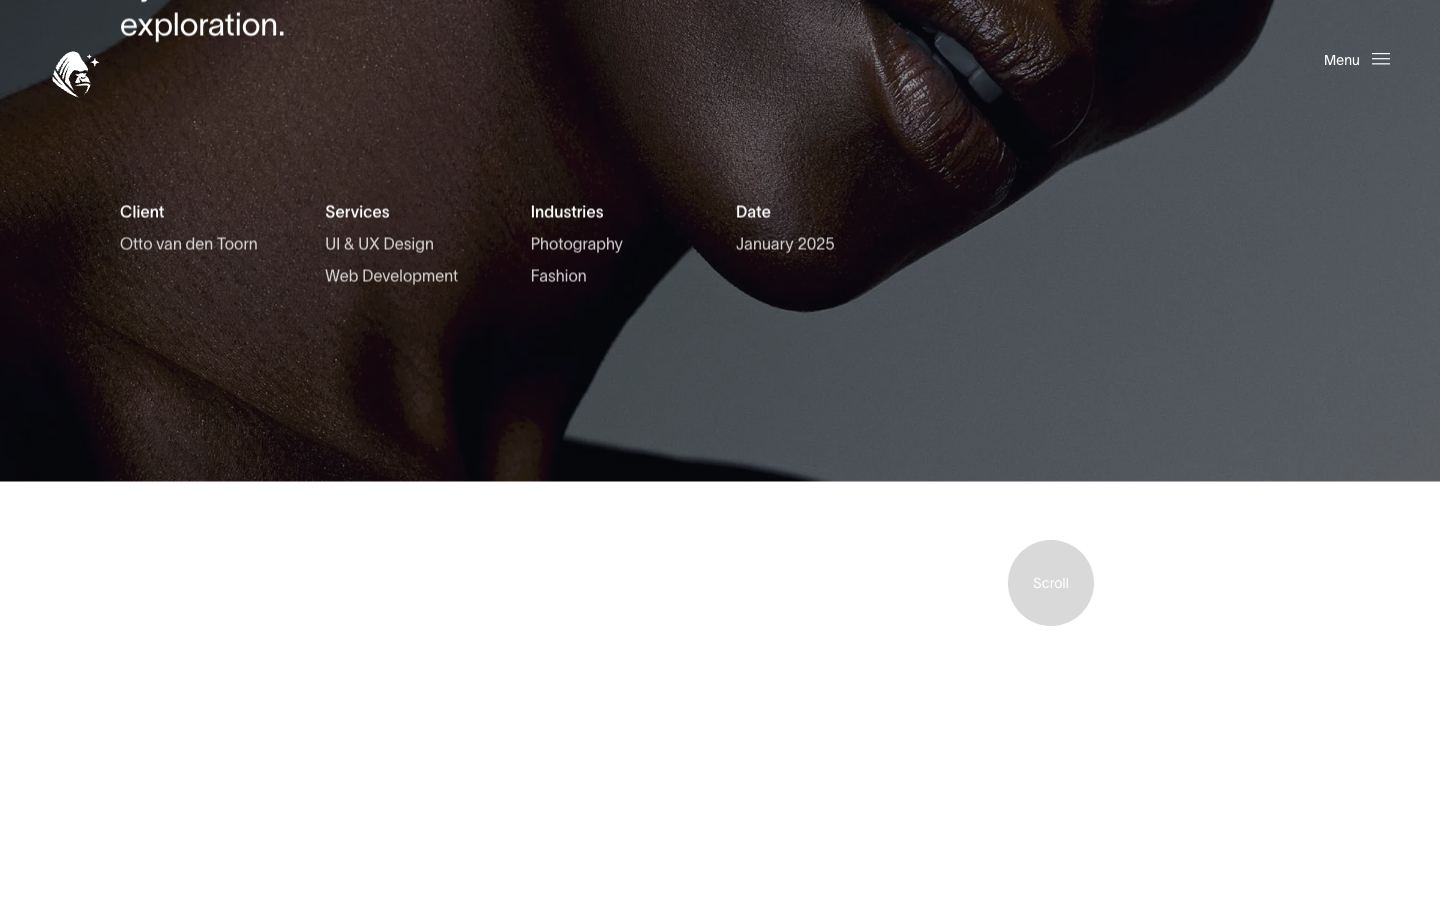 exploration.
Menu
Client
Otto van den Toorn
Services
UI & UX Design
Web Development
Industries
Photography
Fashion
Date
January 2025
Scroll